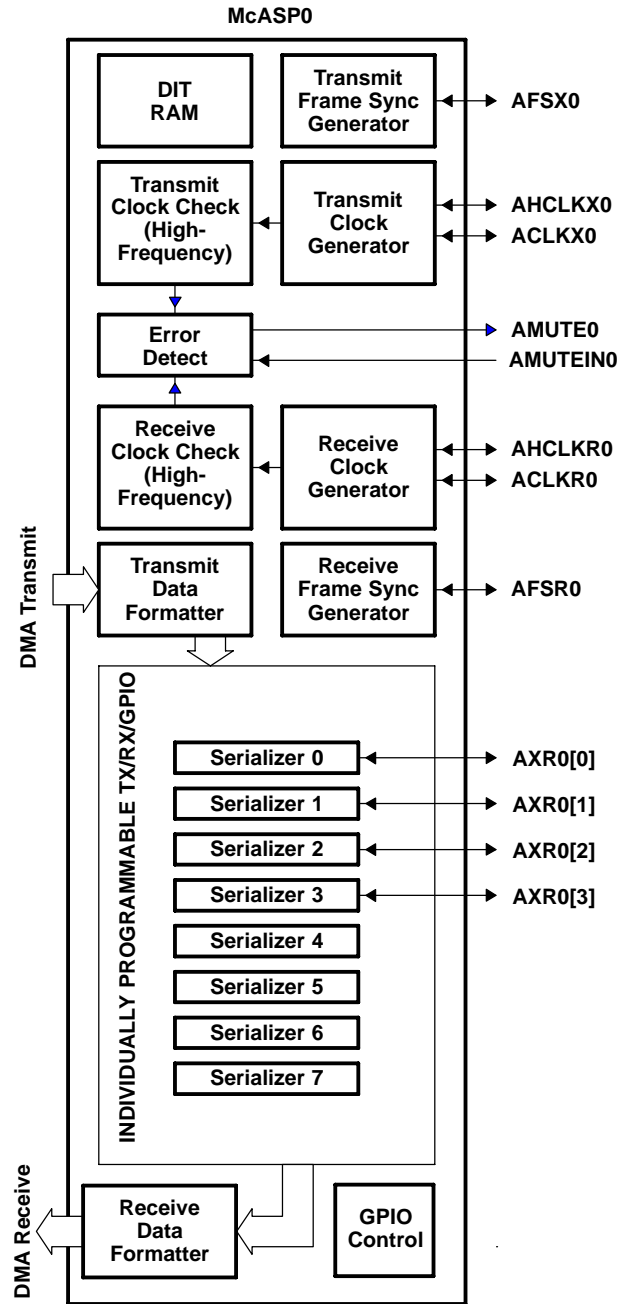 McASP0
DIT
RAM
Transmit
Frame Sync
Generator
AFSX0
Transmit
Clock Check
(High-
Frequency)
Transmit
Clock
Generator
AHCLKX0
ACLKX0
Error
Detect
AMUTE0
AMUTEIN0
Receive
Clock Check
(High-
Frequency)
Receive
Clock
Generator
AHCLKR0
ACLKR0
DMA Transmit
Transmit
Data
Formatter
Receive
Frame Sync
Generator
AFSR0
INDIVIDUALLY PROGRAMMABLE TX/RX/GPIO
Serializer 0
AXR0[0]
Serializer 1
AXR0[1]
Serializer 2
AXR0[2]
Serializer 3
AXR0[3]
Serializer 4
Serializer 5
Serializer 6
Serializer 7
DMA Receive
Receive
Data
Formatter
GPIO
Control